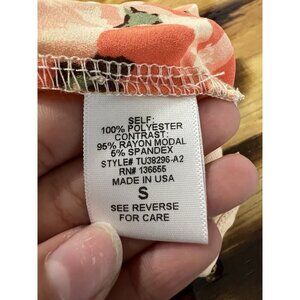 SELF:
100% POLYESTER
CONTRAST:
95% RAYON MODAL
5% SPANDEX
STYLE# TU38296-A2
RN# 136655
MADE IN USA
S
SEE REVERSE
FOR CARE